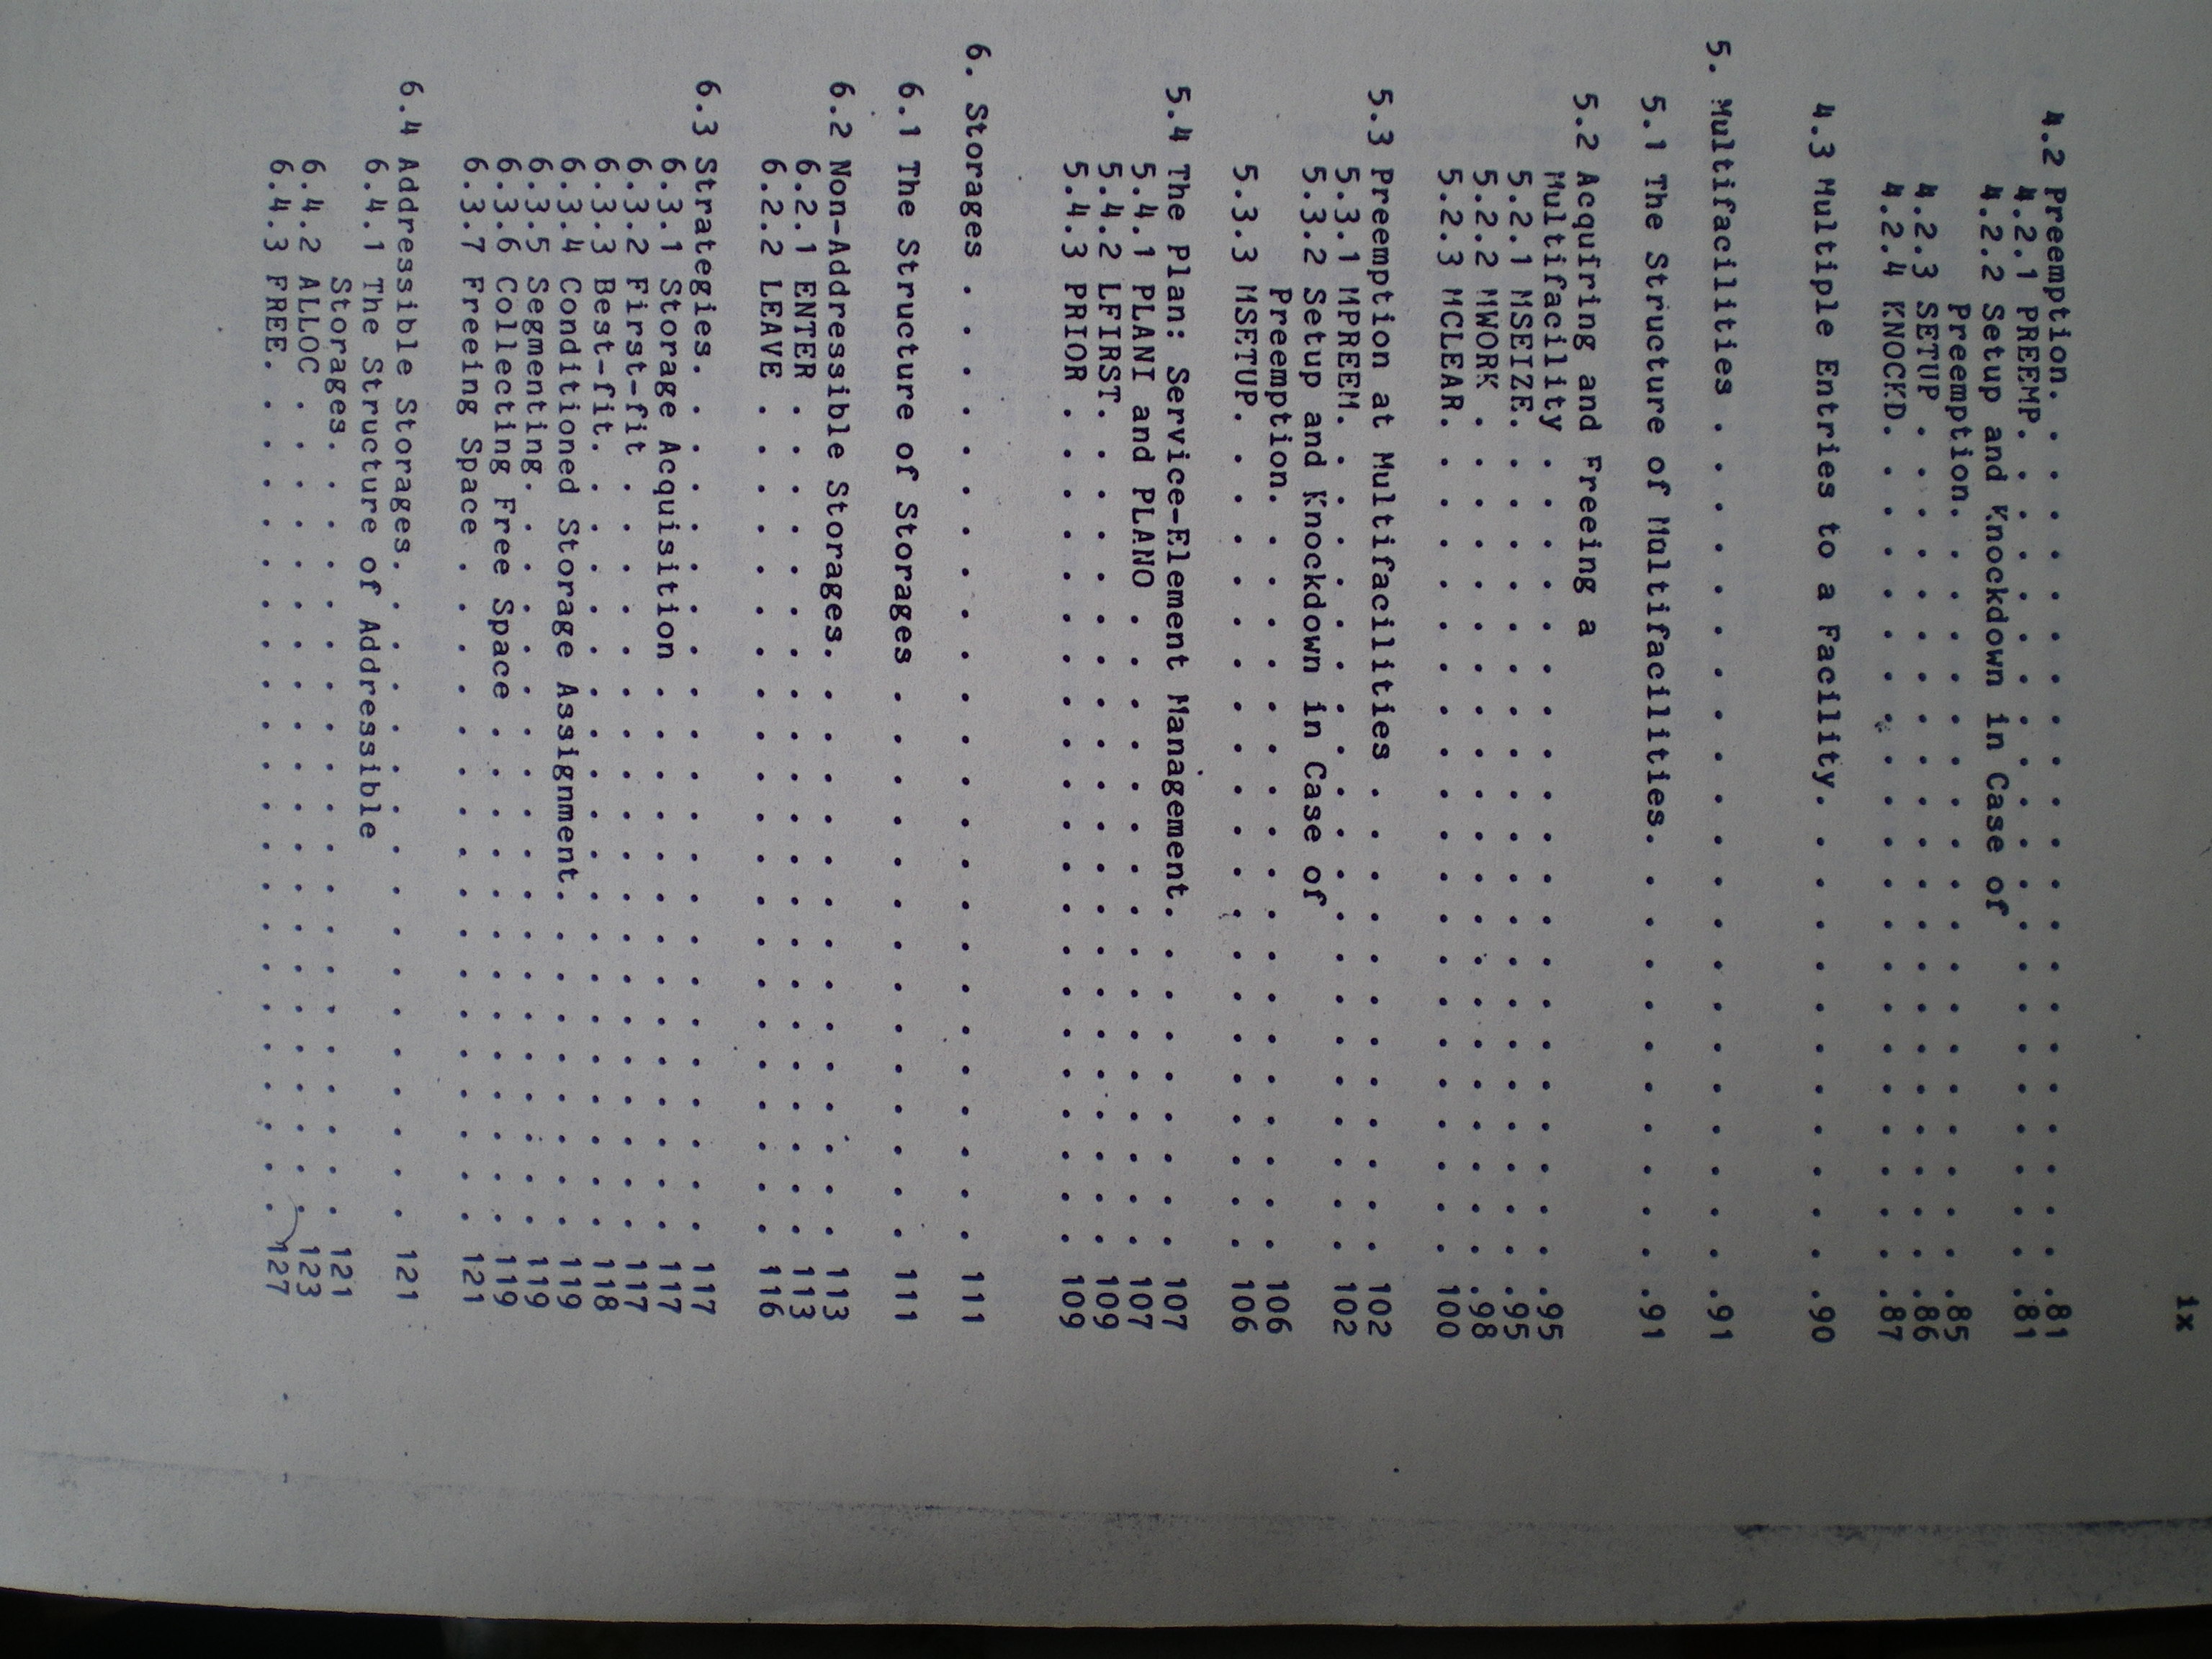 ix
4.2 Preemption. . . . . . . . . . . . .81
4.2.1 PREEMP. . . . . . . . . . . . .81
4.2.2 Setup and Knockdown in Case of
Preemption. . . . . . . . . . . .85
4.2.3 SETUP . . . . . . . . . . . . .86
4.2.4 KNOCKD. . . . . . . . . . . . .87
4.3 Multiple Entries to a Facility. . . . . . .90
5. Multifacilities . . . . . . . . . . . .91
5.1 The Structure of Multifacilities. . . . . . .91
5.2 Acquiring and Freeing a
Multifacility . . . . . . . . . . . .95
5.2.1 MSEIZE. . . . . . . . . . . . .95
5.2.2 MWORK . . . . . . . . . . . . .98
5.2.3 MCLEAR. . . . . . . . . . . . 100
5.3 Preemption at Multifacilities . . . . . . . 102
5.3.1 MPREEM. . . . . . . . . . . . 102
5.3.2 Setup and Knockdown in Case of
Preemption. . . . . . . . . . . 106
5.3.3 MSETUP. . . . . . . . . . . . 106
5.4 The Plan: Service-Element Management. . . . . . 107
5.4.1 PLANI and PLANO . . . . . . . . . 107
5.4.2 LFIRST. . . . . . . . . . . . 109
5.4.3 PRIOR . . . . . . . . . . . . 109
6. Storages . . . . . . . . . . . . . 111
6.1 The Structure of Storages . . . . . . . . 111
6.2 Non-Addressible Storages. . . . . . . . . 113
6.2.1 ENTER . . . . . . . . . . . . 113
6.2.2 LEAVE . . . . . . . . . . . . 116
6.3 Strategies. . . . . . . . . . . . . 117
6.3.1 Storage Acquisition . . . . . . . . 117
6.3.2 First-fit . . . . . . . . . . . 117
6.3.3 Best-fit. . . . . . . . . . . . 118
6.3.4 Conditioned Storage Assignment. . . . . . 119
6.3.5 Segmenting. . . . . . . . . . . 119
6.3.6 Collecting Free Space . . . . . . . . 119
6.3.7 Freeing Space . . . . . . . . . . 121
6.4 Addressible Storages. . . . . . . . . . 121
6.4.1 The Structure of Addressible
Storages. . . . . . . . . . . . 121
6.4.2 ALLOC . . . . . . . . . . . . 123
6.4.3 FREE. . . . . . . . . . . . . 127